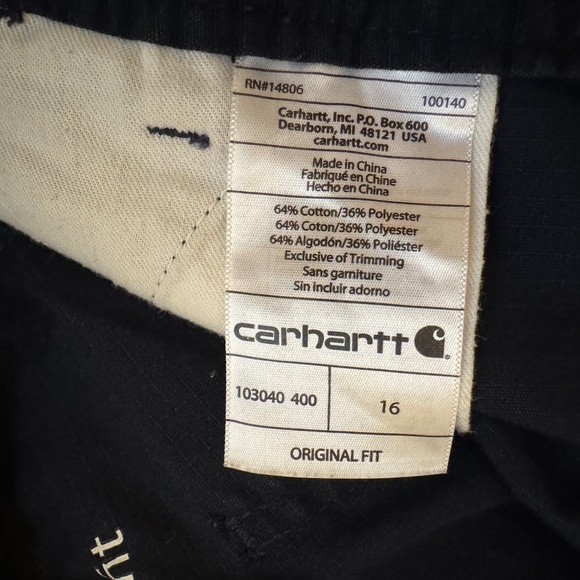 RN#14806
100140
Carhartt, Inc. P.O. Box 600
Dearborn, MI 48121 USA
carhartt.com
Made in China
Fabriqué en Chine
Hecho en China
64% Cotton/36% Polyester
64% Coton/36% Polyester
64% Algodón/36% Poliéster
Exclusive of Trimming
Sans garniture
Sin incluir adorno
carhartt
103040 400
16
ORIGINAL FIT